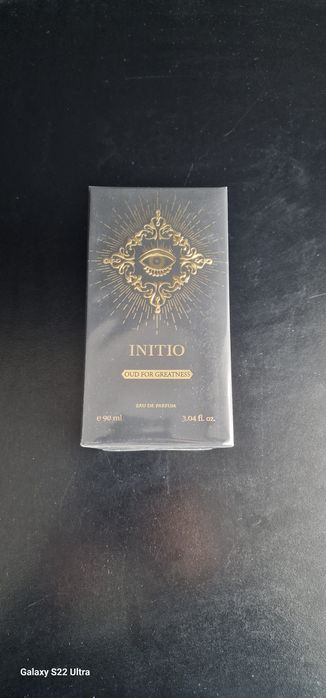 INITIO
OUD FOR GREATNESS
EAU DE PARFUM
e 90 ml 3.04 fl. oz.
Galaxy S22 Ultra